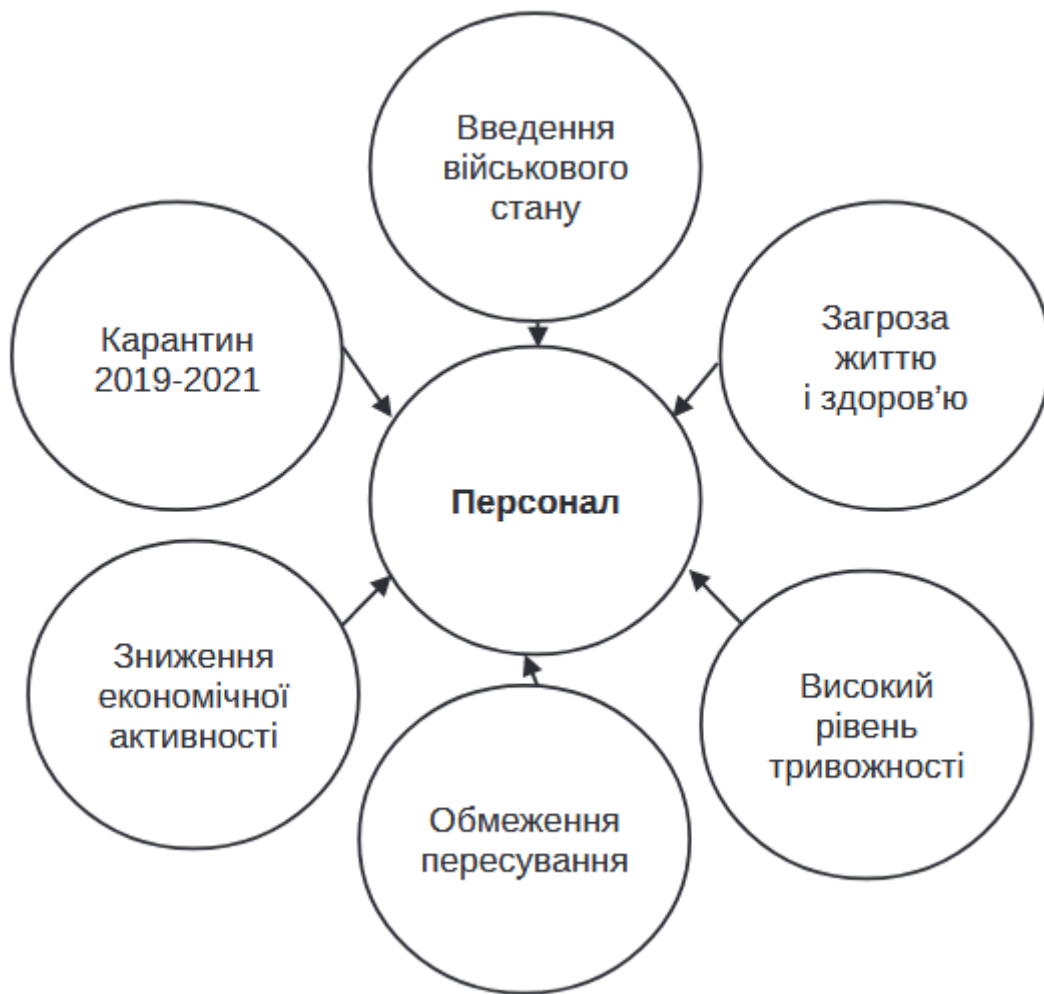 Введення
військового
стану
Карантин
2019-2021
Загроза
життю
і здоров’ю
Персонал
Зниження
економічної
активності
Високий
рівень
тривожності
Обмеження
пересування